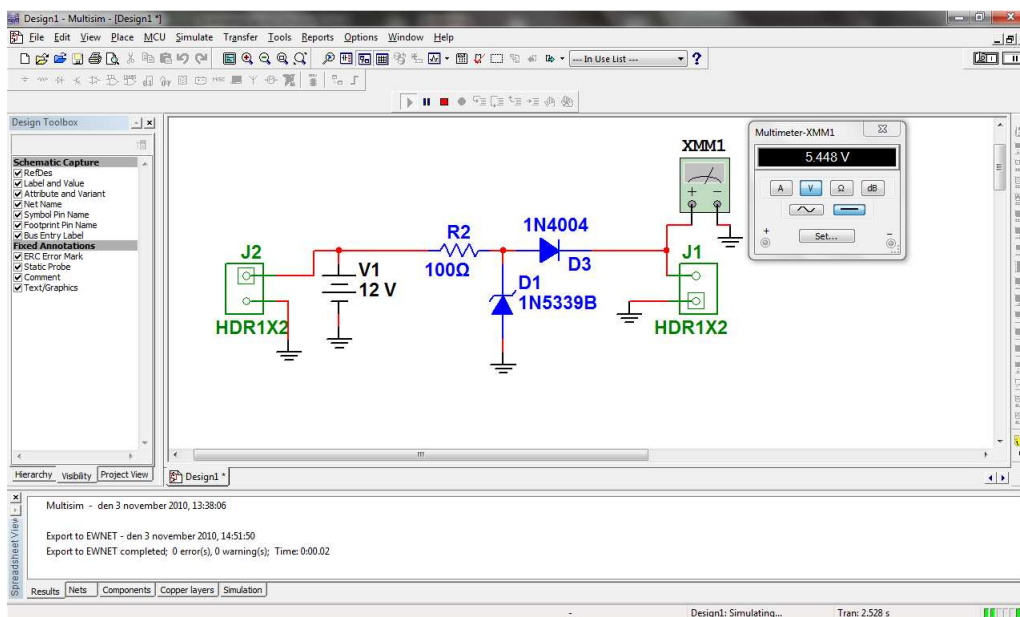 Design1 - Multisim - [Design1 *]
File Edit View Place MCU Simulate Transfer Tools Reports Options Window Help
--- In Use List ---
?
Design Toolbox
Schematic Capture
RefDes
Label and Value
Attribute and Variant
Net Name
Symbol Pin Name
Footprint Pin Name
Bus Entry Label
Fixed Annotations
ERC Error Mark
Static Probe
Comment
Text/Graphics
Hierarchy Visibility Project View
XMM1
Multimeter-XMM1
5.448 V
A V Ω dB
Set...
+ -
J2
HDR1X2
V1
12 V
R2
100Ω
1N4004
D3
D1
1N5339B
J1
HDR1X2
Design1 *
Spreadsheet View
Multisim - den 3 november 2010, 13:38:06
Export to EWNET - den 3 november 2010, 14:51:50
Export to EWNET completed; 0 error(s), 0 warning(s); Time: 0:00.02
Results Nets Components Copper layers Simulation
- Design1: Simulating... Tran: 2.528 s